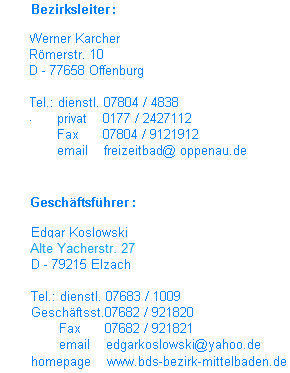 Bezirksleiter :
Werner Karcher
Römerstr. 10
D - 77658 Offenburg
Tel.: dienstl. 07804 / 4838
privat 0177 / 2427112
Fax 07804 / 9121912
email freizeitbad@ oppenau.de
Geschäftsführer :
Edgar Koslowski
Alte Yacherstr. 27
D - 79215 Elzach
Tel.: dienstl. 07683 / 1009
Geschäftsst.07682 / 921820
Fax 07682 / 921821
email edgarkoslowski@yahoo.de
homepage www.bds-bezirk-mittelbaden.de